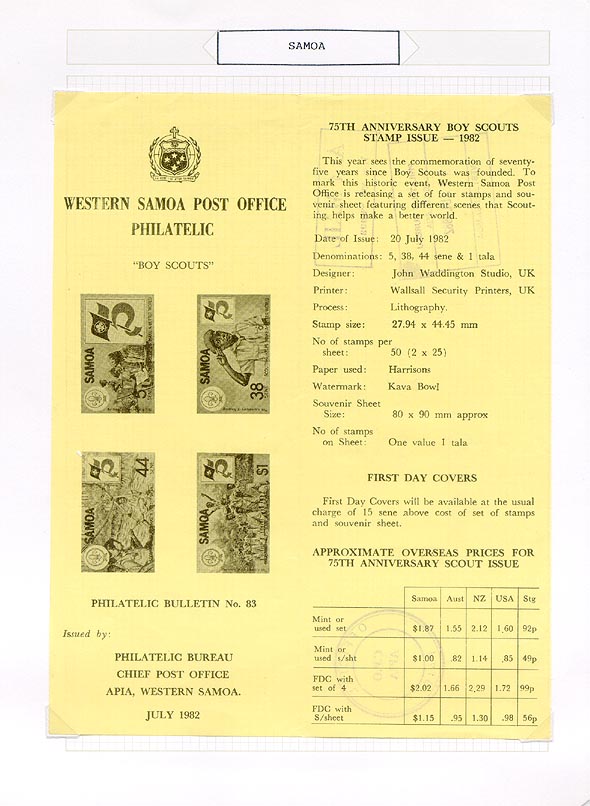 SAMOA
WESTERN SAMOA POST OFFICE
PHILATELIC
"BOY SCOUTS"
SAMOA
SAMOA
38
44
SAMOA
$1
SAMOA
PHILATELIC BULLETIN No. 83
Issued by:
PHILATELIC BUREAU
CHIEF POST OFFICE
APIA, WESTERN SAMOA.
JULY 1982
75TH ANNIVERSARY BOY SCOUTS
STAMP ISSUE — 1982
This year sees the commemoration of seventy-
five years since Boy Scouts was founded. To
mark this historic event, Western Samoa Post
Office is releasing a set of four stamps and sou-
venir sheet featuring different scenes that Scout-
ing, helps make a better world.
Date of Issue: 20 July 1982
Denominations: 5, 38, 44 sene & 1 tala
Designer: John Waddington Studio, UK
Printer: Wallsall Security Printers, UK
Process: Lithography.
Stamp size: 27.94 x 44.45 mm
No of stamps per
sheet: 50 (2 x 25)
Paper used: Harrisons
Watermark: Kava Bowl
Souvenir Sheet
Size: 80 x 90 mm approx
No of stamps
on Sheet: One value 1 tala
FIRST DAY COVERS
First Day Covers will be available at the usual
charge of 15 sene above cost of set of stamps
and souvenir sheet.
APPROXIMATE OVERSEAS PRICES FOR
75TH ANNIVERSARY SCOUT ISSUE
Samoa Aust NZ USA Stg
Mint or
used set $1.87 1.55 2.12 1.60 92p
Mint or
used s/sht $1.00 .82 1.14 .85 49p
FDC with
set of 4 $2.02 1.66 2.29 1.72 99p
FDC with
S/sheet $1.15 .95 1.30 .98 56p